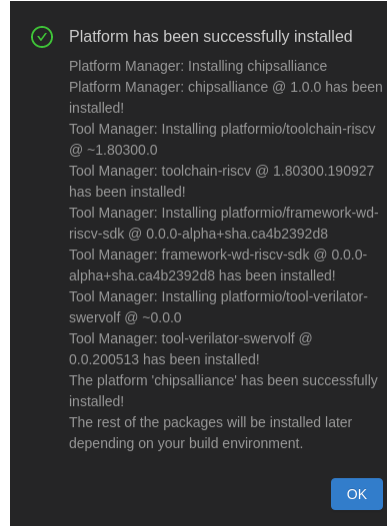 Platform has been successfully installed
Platform Manager: Installing chipsalliance
Platform Manager: chipsalliance @ 1.0.0 has been
installed!
Tool Manager: Installing platformio/toolchain-riscv
@ ~1.80300.0
Tool Manager: toolchain-riscv @ 1.80300.190927
has been installed!
Tool Manager: Installing platformio/framework-wd-
riscv-sdk @ 0.0.0-alpha+sha.ca4b2392d8
Tool Manager: framework-wd-riscv-sdk @ 0.0.0-
alpha+sha.ca4b2392d8 has been installed!
Tool Manager: Installing platformio/tool-verilator-
swervolf @ ~0.0.0
Tool Manager: tool-verilator-swervolf @
0.0.200513 has been installed!
The platform 'chipsalliance' has been successfully
installed!
The rest of the packages will be installed later
depending on your build environment.
OK